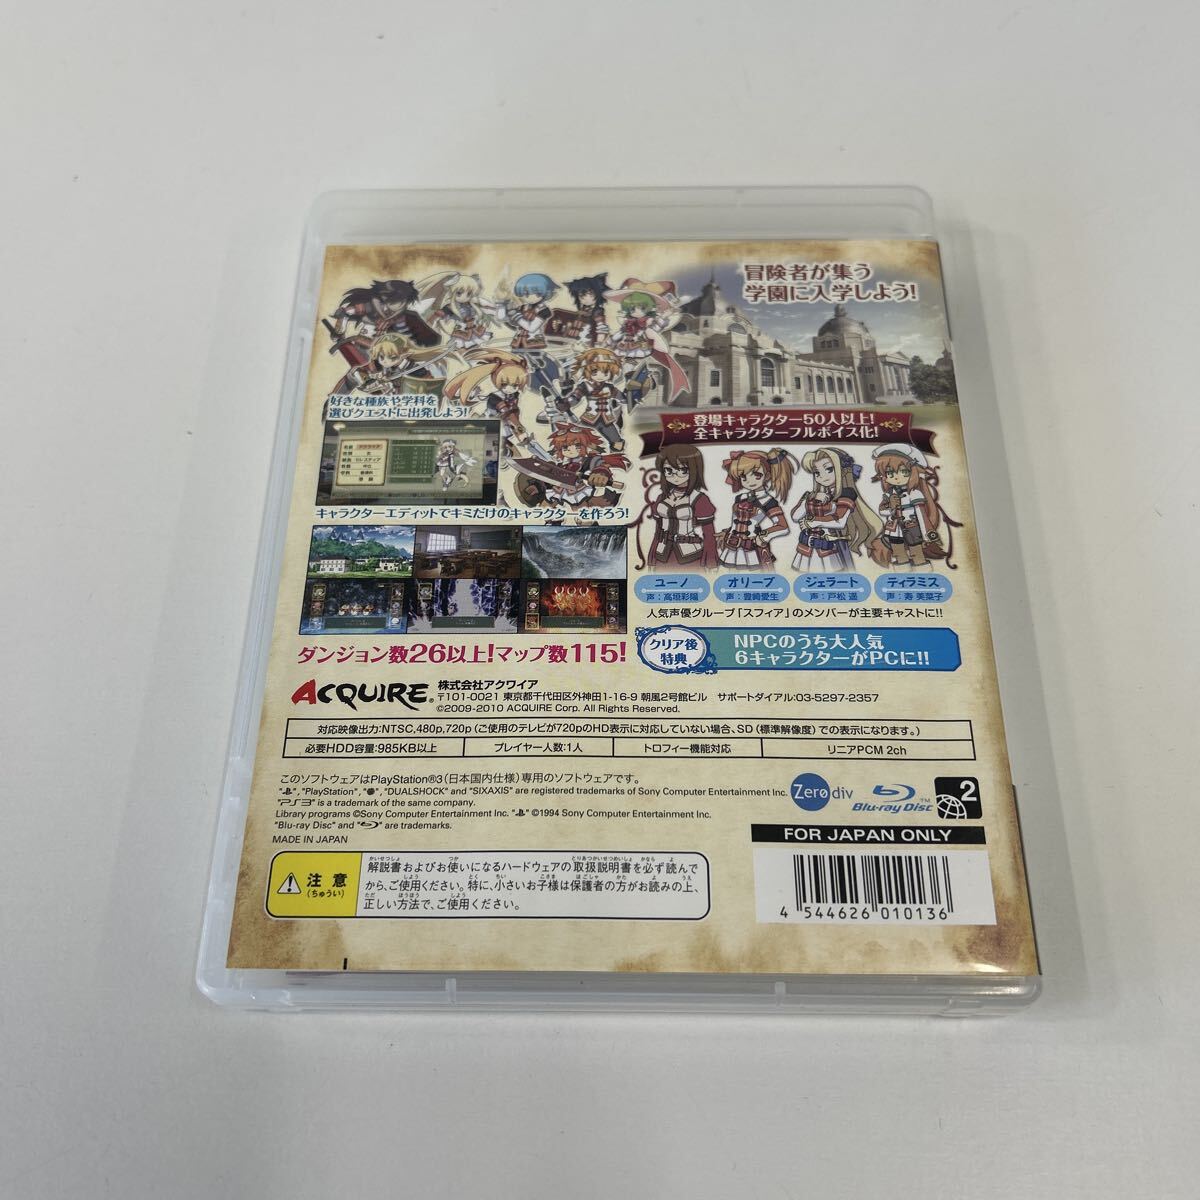 冒険者が集う
学園に入学しよう!
好きな種族や学科を
選びクエストに出発しよう!
登場キャラクター50人以上!
全キャラクターフルボイス化!
キャラクターエディットでキミだけのキャラクターを作ろう!
ユーノ
声:高垣彩陽
オリーブ
声:豊崎愛生
ジェラート
声:戸松 遥
ティラミス
声:寿 美菜子
人気声優グループ「スフィア」のメンバーが主要キャストに!!
クリア後
特典
NPCのうち大人気
6キャラクターがPCに!!
ダンジョン数26以上!マップ数115!
ACQUIRE®
株式会社アクワイア
〒101-0021 東京都千代田区外神田1-16-9 朝風2号館ビル サポートダイアル:03-5297-2357
©2009-2010 ACQUIRE Corp. All Rights Reserved.
対応映像出力:NTSC,480p,720p(ご使用のテレビが720pのHD表示に対応していない場合、SD(標準解像度)での表示になります。)
必要HDD容量:985KB以上
プレイヤー人数:1人
トロフィー機能対応
リニアPCM 2ch
このソフトウェアはPlayStation®3(日本国内仕様)専用のソフトウェアです。
"PlayStation", "DUALSHOCK" and "SIXAXIS" are registered trademarks of Sony Computer Entertainment Inc.
"PS3" is a trademark of the same company.
Library programs ©Sony Computer Entertainment Inc. ©1994 Sony Computer Entertainment Inc.
"Blu-ray Disc" and are trademarks.
MADE IN JAPAN
Zero div
Blu-ray Disc™
2
FOR JAPAN ONLY
注意
(ちゅうい)
解説書およびお使いになるハードウェアの取扱説明書を必ず読んで
から、ご使用ください。特に、小さいお子様は保護者の方がお読みの上、
正しい方法で、ご使用ください。
4 544626 010136